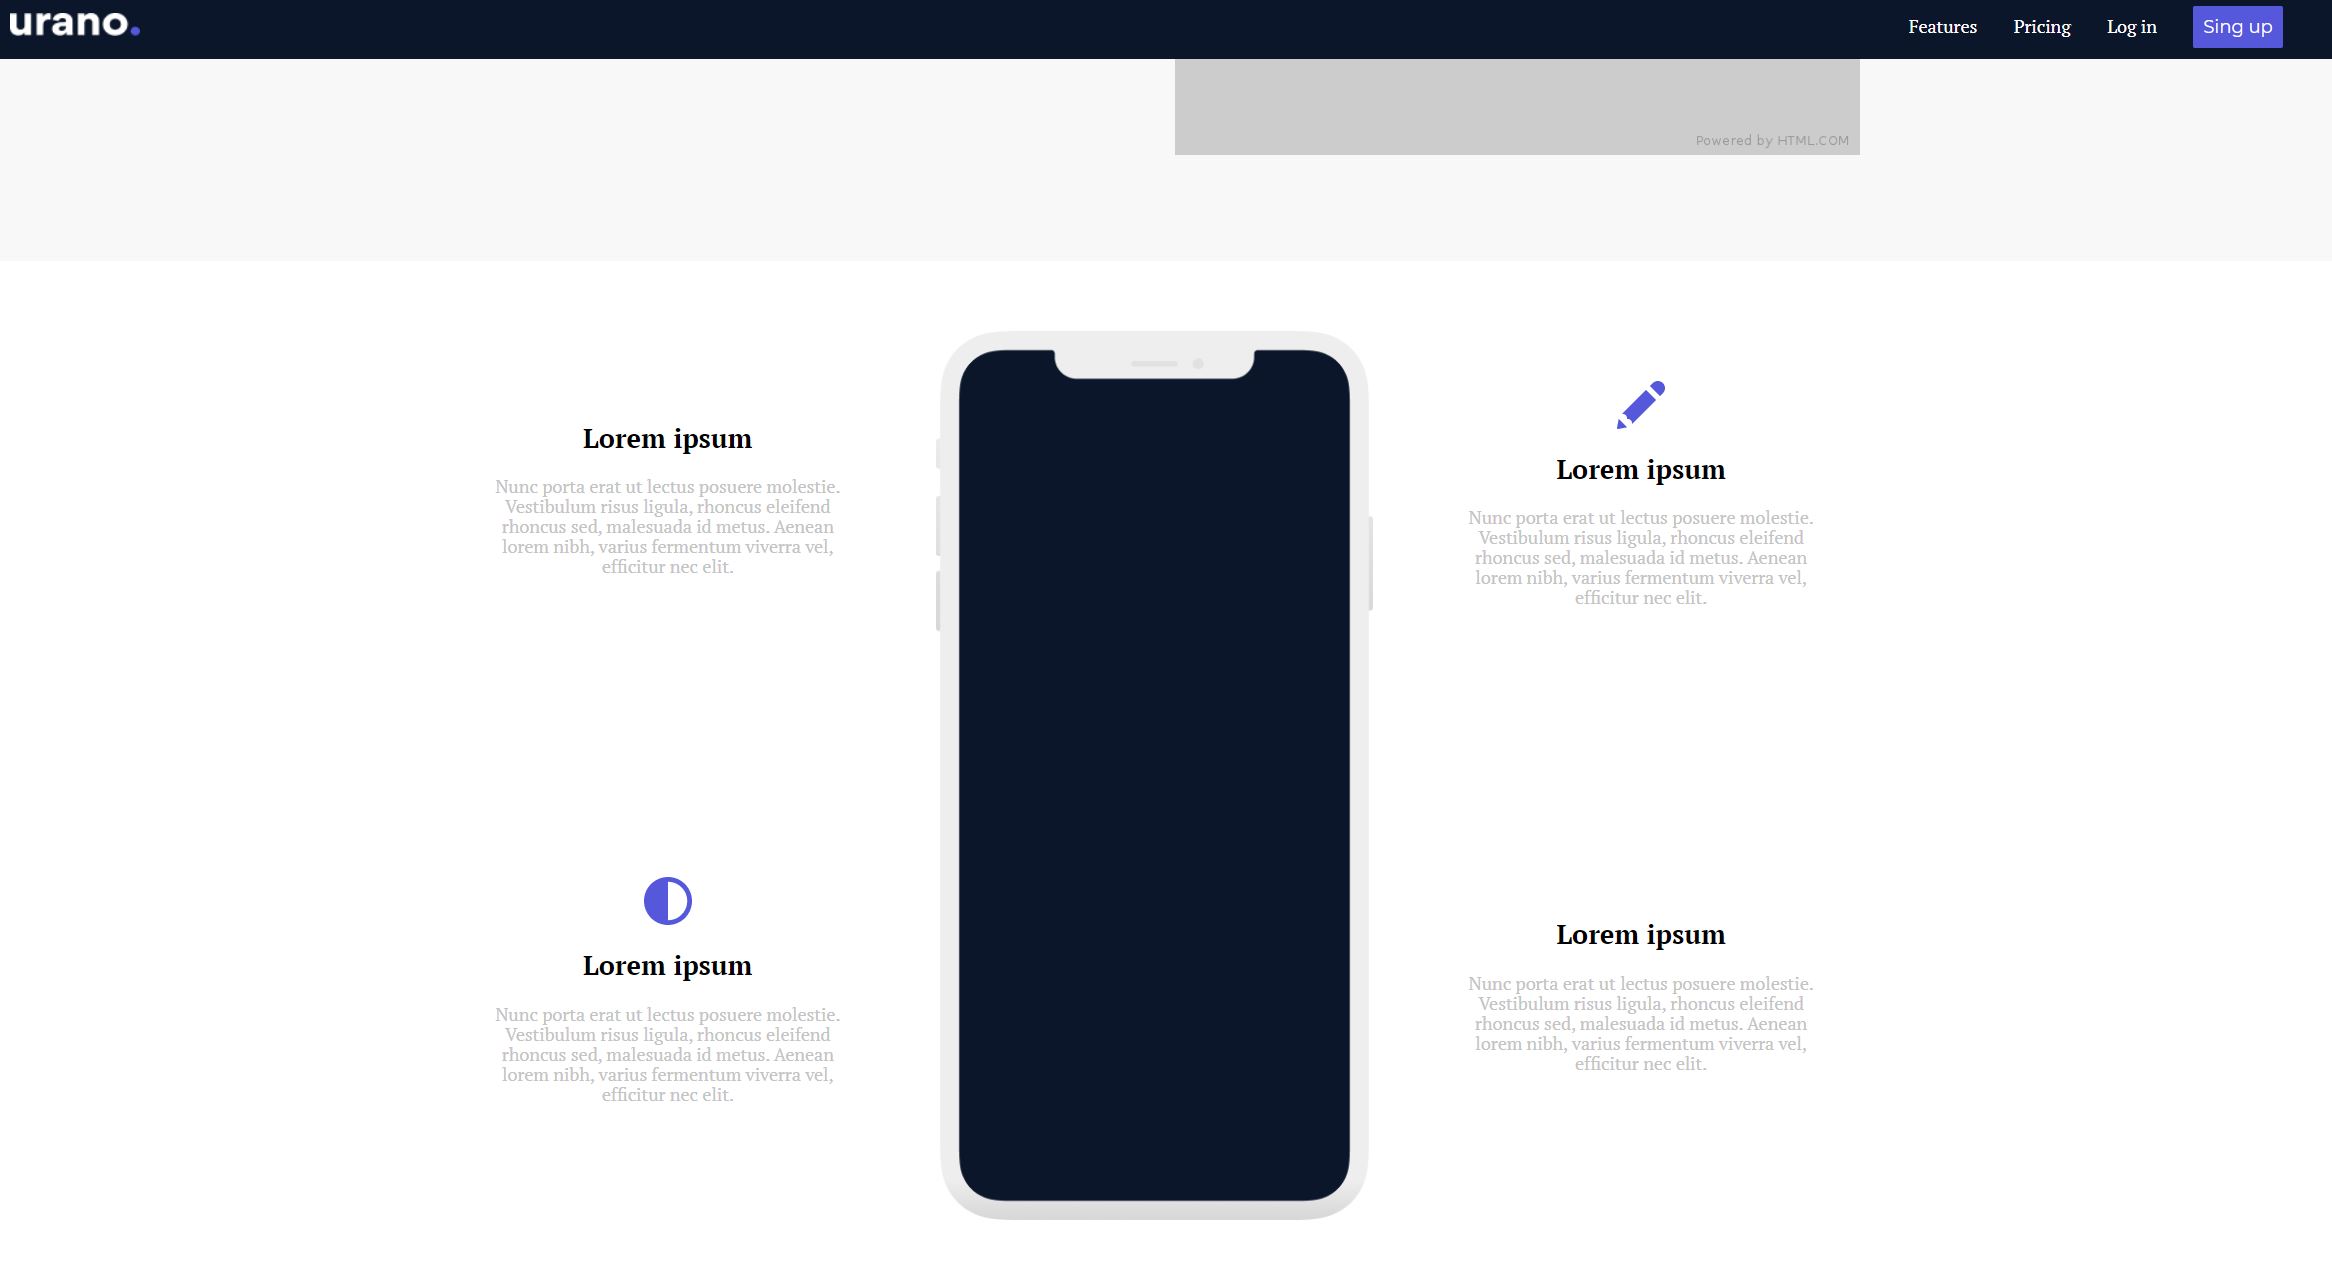 urano.
Features
Pricing
Log in
Sing up
Powered by HTML.COM
Lorem ipsum
Nunc porta erat ut lectus posuere molestie.
Vestibulum risus ligula, rhoncus eleifend
rhoncus sed, malesuada id metus. Aenean
lorem nibh, varius fermentum viverra vel,
efficitur nec elit.
Lorem ipsum
Nunc porta erat ut lectus posuere molestie.
Vestibulum risus ligula, rhoncus eleifend
rhoncus sed, malesuada id metus. Aenean
lorem nibh, varius fermentum viverra vel,
efficitur nec elit.
Lorem ipsum
Nunc porta erat ut lectus posuere molestie.
Vestibulum risus ligula, rhoncus eleifend
rhoncus sed, malesuada id metus. Aenean
lorem nibh, varius fermentum viverra vel,
efficitur nec elit.
Lorem ipsum
Nunc porta erat ut lectus posuere molestie.
Vestibulum risus ligula, rhoncus eleifend
rhoncus sed, malesuada id metus. Aenean
lorem nibh, varius fermentum viverra vel,
efficitur nec elit.